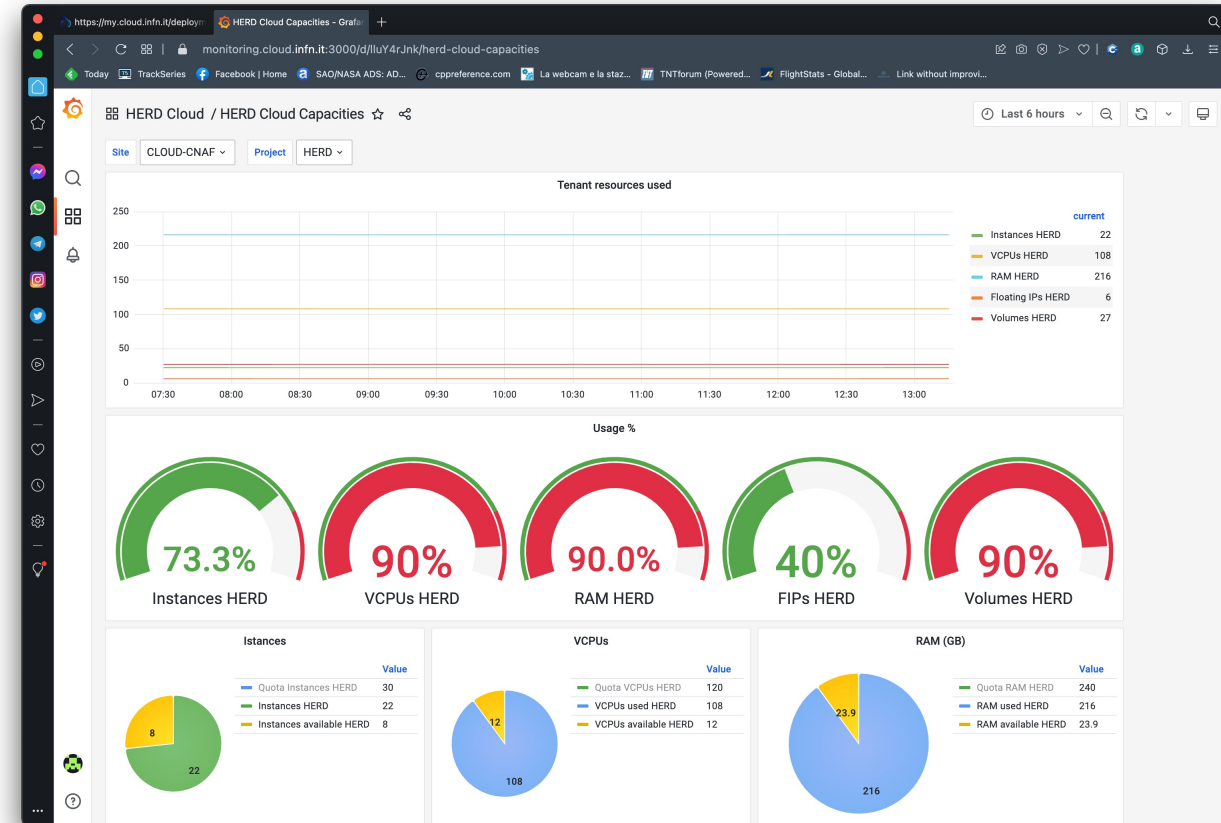 https://my.cloud.infn.it/deploym
HERD Cloud Capacities - Grafa
monitoring.cloud.infn.it:3000/d/lIuY4rJnk/herd-cloud-capacities
Today TrackSeries Facebook | Home SAO/NASA ADS: AD... cppreference.com La webcam e la staz... TNTforum (Powered... FlightStats - Global... Link without improvi...
HERD Cloud / HERD Cloud Capacities
Last 6 hours
Site CLOUD-CNAF Project HERD
Tenant resources used
250
200
150
100
50
0
07:30 08:00 08:30 09:00 09:30 10:00 10:30 11:00 11:30 12:00 12:30 13:00
current
Instances HERD 22
VCPUs HERD 108
RAM HERD 216
Floating IPs HERD 6
Volumes HERD 27
Usage %
73.3% 90% 90.0% 40% 90%
Instances HERD VCPUs HERD RAM HERD FIPs HERD Volumes HERD
Istances
Value
Quota Instances HERD 30
Instances HERD 22
Instances available HERD 8
8
22
VCPUs
Value
Quota VCPUs HERD 120
VCPUs used HERD 108
VCPUs available HERD 12
12
108
RAM (GB)
Value
Quota RAM HERD 240
RAM used HERD 216
RAM available HERD 23.9
23.9
216